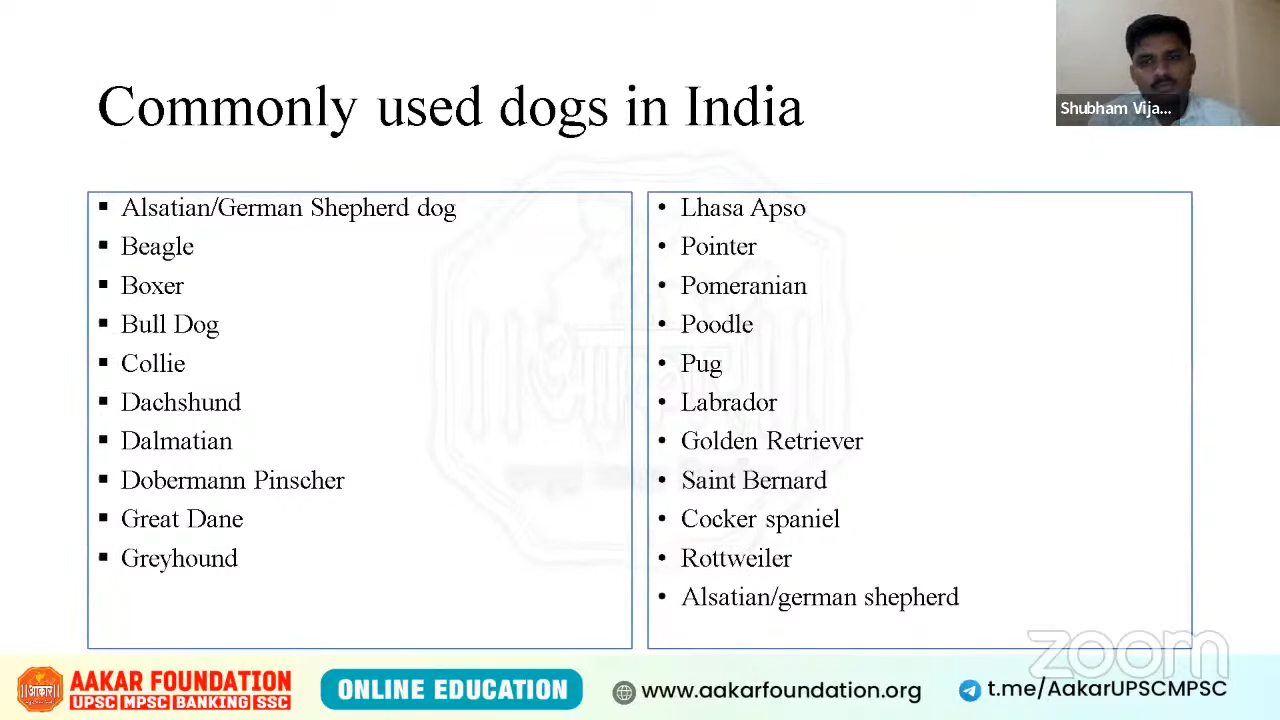 Commonly used dogs in India
Shubham Vija...
▪ Alsatian/German Shepherd dog
▪ Beagle
▪ Boxer
▪ Bull Dog
▪ Collie
▪ Dachshund
▪ Dalmatian
▪ Dobermann Pinscher
▪ Great Dane
▪ Greyhound
• Lhasa Apso
• Pointer
• Pomeranian
• Poodle
• Pug
• Labrador
• Golden Retriever
• Saint Bernard
• Cocker spaniel
• Rottweiler
• Alsatian/german shepherd
zoom
आकार
AAKAR FOUNDATION
UPSC MPSC BANKING SSC
ONLINE EDUCATION
www.aakarfoundation.org
t.me/AakarUPSCMPSC